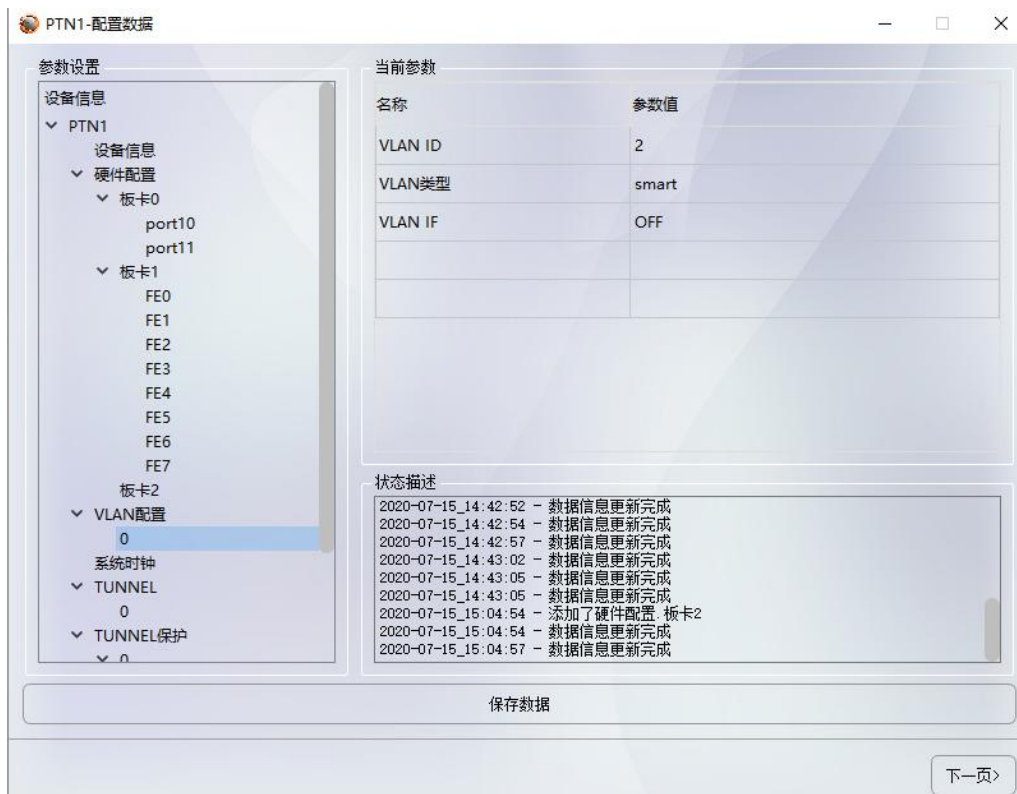 PTN1-配置数据
参数设置
设备信息
PTN1
设备信息
硬件配置
板卡0
port10
port11
板卡1
FE0
FE1
FE2
FE3
FE4
FE5
FE6
FE7
板卡2
VLAN配置
0
系统时钟
TUNNEL
0
TUNNEL保护
0
当前参数
名称 参数值
VLAN ID 2
VLAN类型 smart
VLAN IF OFF
状态描述
2020-07-15_14:42:52 - 数据信息更新完成
2020-07-15_14:42:54 - 数据信息更新完成
2020-07-15_14:42:57 - 数据信息更新完成
2020-07-15_14:43:02 - 数据信息更新完成
2020-07-15_14:43:05 - 数据信息更新完成
2020-07-15_14:43:05 - 数据信息更新完成
2020-07-15_15:04:54 - 添加了硬件配置.板卡2
2020-07-15_15:04:54 - 数据信息更新完成
2020-07-15_15:04:57 - 数据信息更新完成
保存数据
下一页>